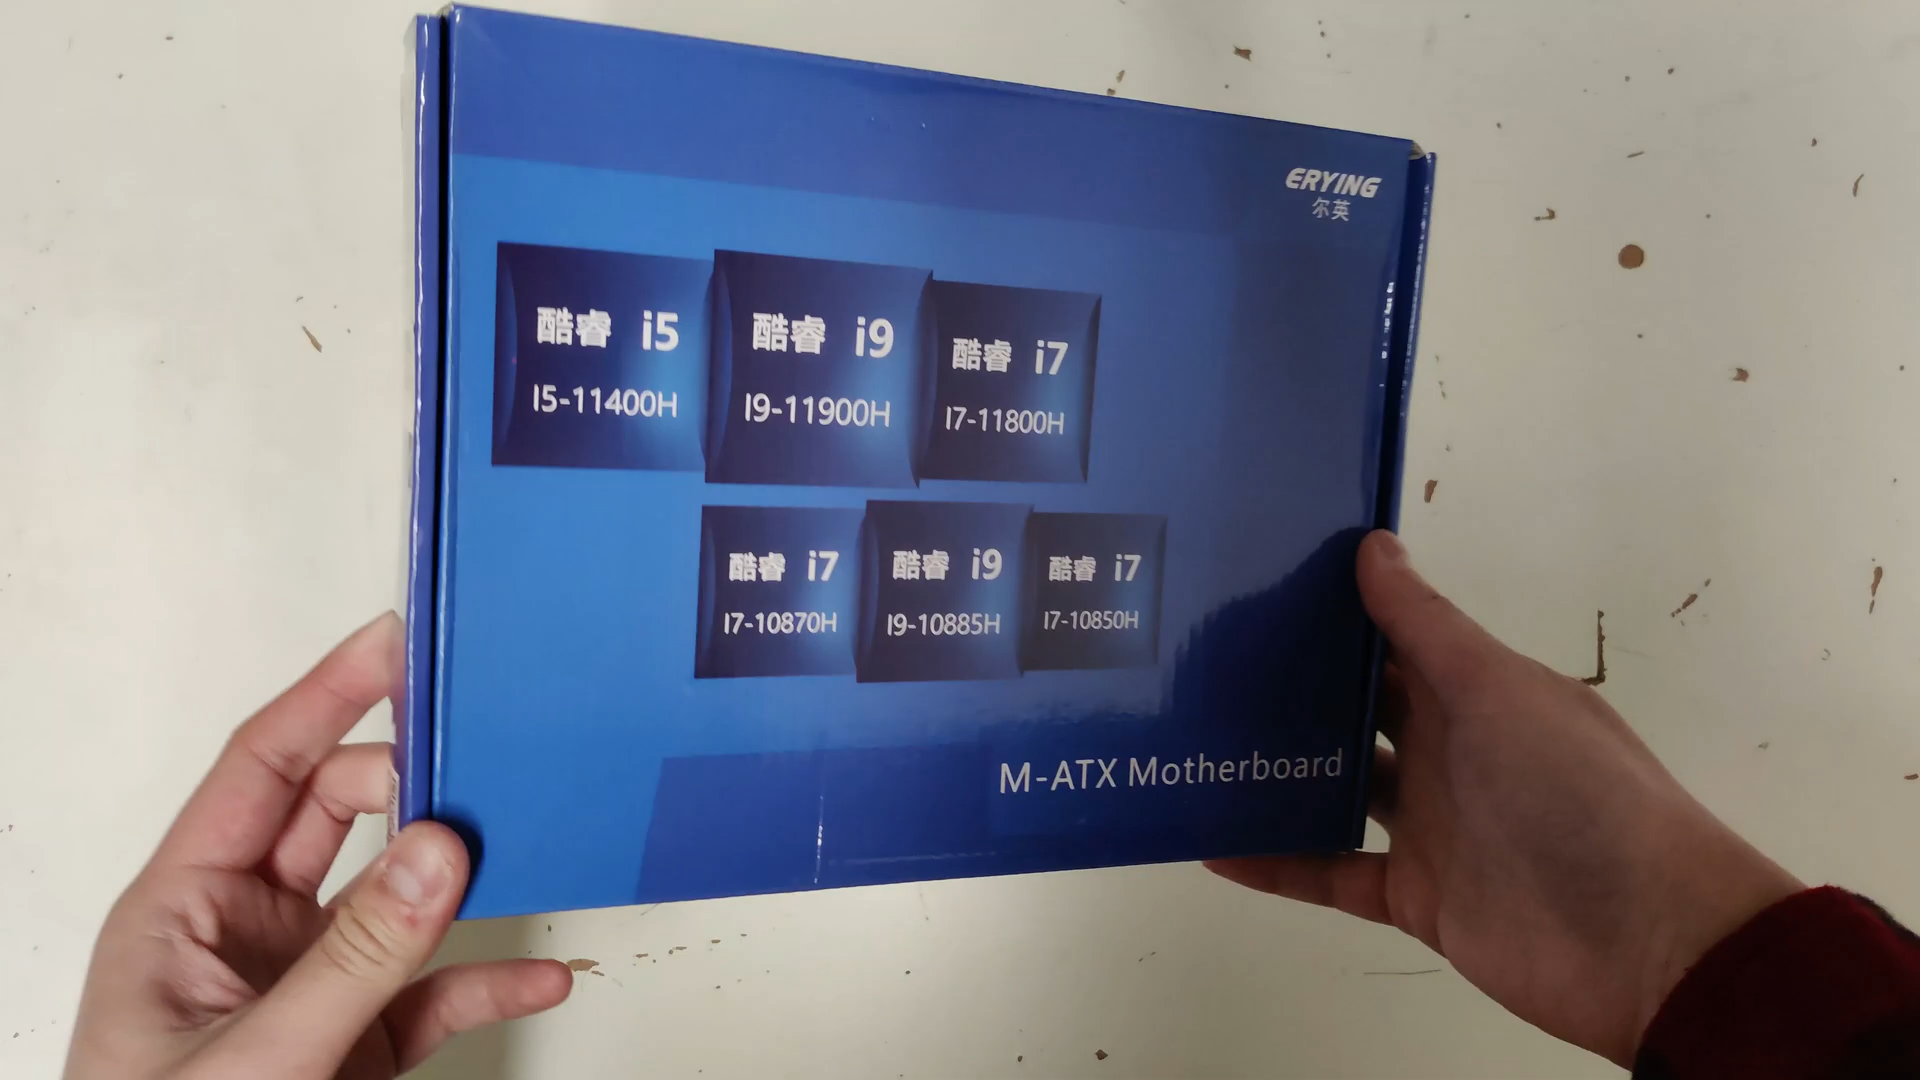 ERYING
尔英
酷睿 i5
I5-11400H
酷睿 i9
I9-11900H
酷睿 i7
I7-11800H
酷睿 i7
I7-10870H
酷睿 i9
I9-10885H
酷睿 i7
I7-10850H
M-ATX Motherboard